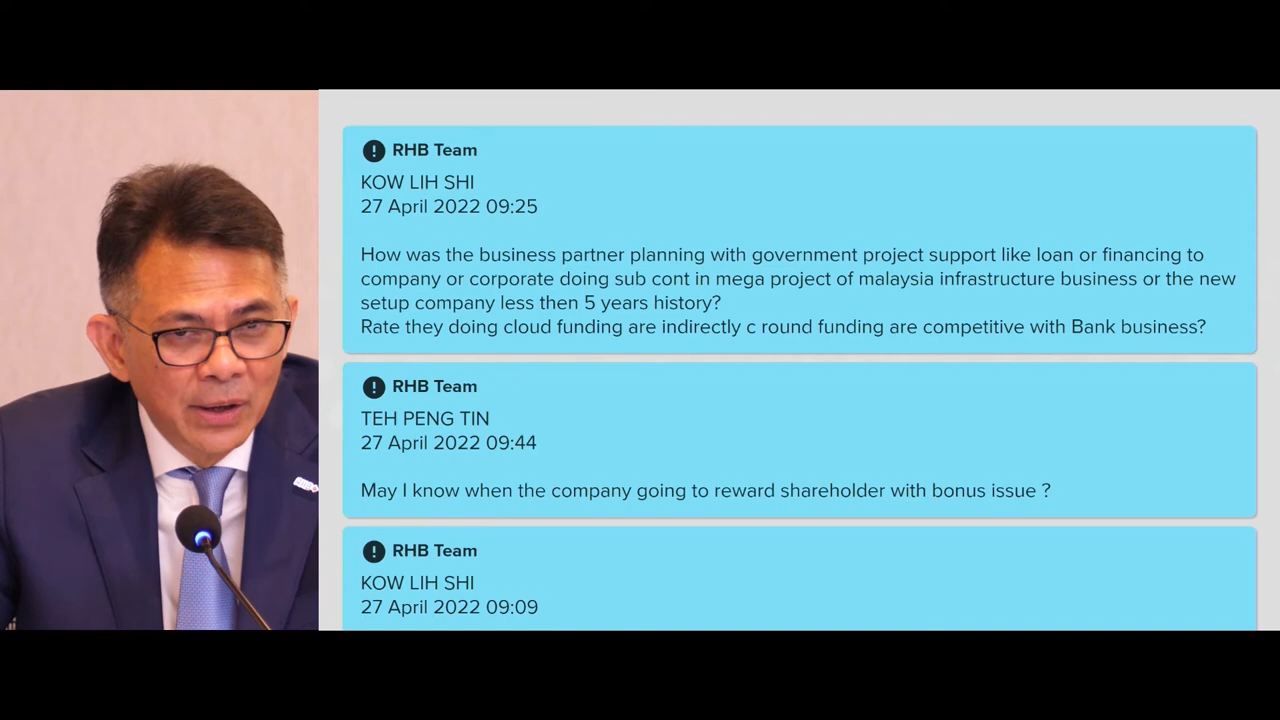 RHB Team
KOW LIH SHI
27 April 2022 09:25
How was the business partner planning with government project support like loan or financing to
company or corporate doing sub cont in mega project of malaysia infrastructure business or the new
setup company less then 5 years history?
Rate they doing cloud funding are indirectly c round funding are competitive with Bank business?
RHB Team
TEH PENG TIN
27 April 2022 09:44
May I know when the company going to reward shareholder with bonus issue ?
RHB Team
KOW LIH SHI
27 April 2022 09:09